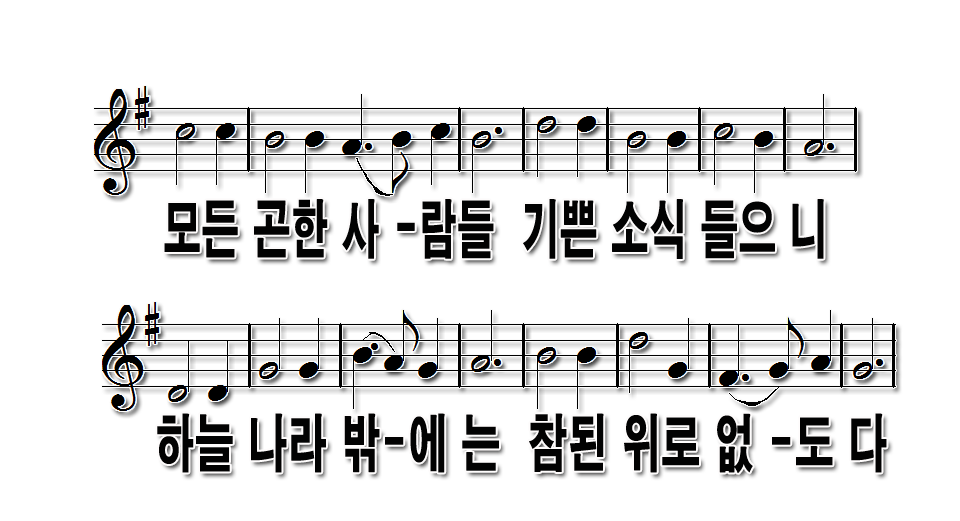 모든 곤한 사 -람들 기쁜 소식 들으 니
하늘 나라 밖-에 는 참된 위로 없 -도 다